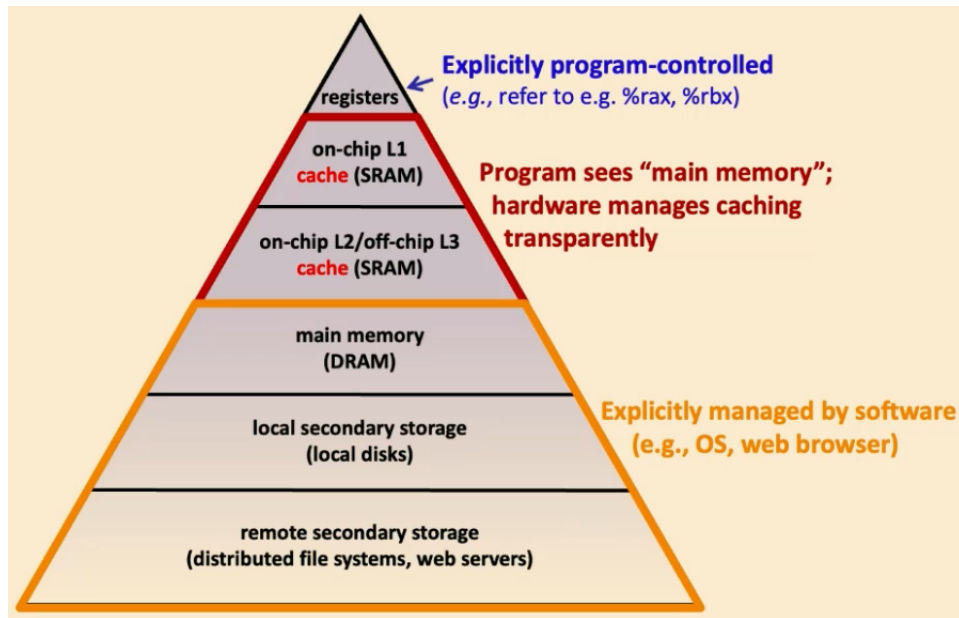 Explicitly program-controlled
(e.g., refer to e.g. %rax, %rbx)
registers
on-chip L1
cache (SRAM)
Program sees “main memory”;
hardware manages caching
transparently
on-chip L2/off-chip L3
cache (SRAM)
main memory
(DRAM)
Explicitly managed by software
(e.g., OS, web browser)
local secondary storage
(local disks)
remote secondary storage
(distributed file systems, web servers)